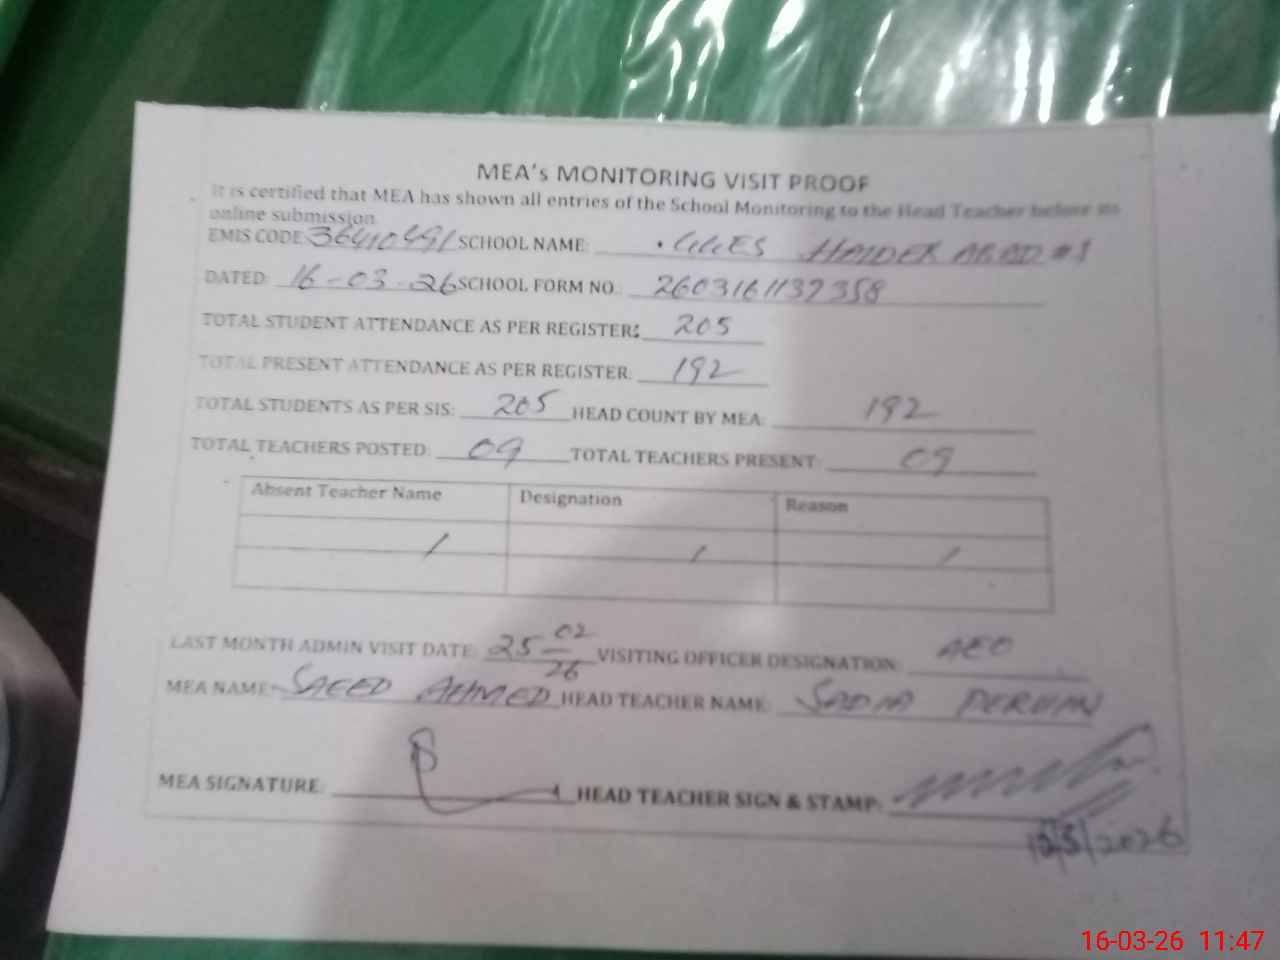 MEA's MONITORING VISIT PROOF
It is certified that MEA has shown all entries of the School Monitoring to the Head Teacher before its
online submission
EMIS CODE: 36410491 SCHOOL NAME: HAIDER ABAD #1
DATED: 16-03-26 SCHOOL FORM NO. 2603161137358
TOTAL STUDENT ATTENDANCE AS PER REGISTER: 205
TOTAL PRESENT ATTENDANCE AS PER REGISTER: 192
TOTAL STUDENTS AS PER SIS: 205 HEAD COUNT BY MEA: 192
TOTAL TEACHERS POSTED: 09 TOTAL TEACHERS PRESENT: 09
Absent Teacher Name Designation Reason
/ / /
LAST MONTH ADMIN VISIT DATE: 25 02/26 VISITING OFFICER DESIGNATION: AEO
MEA NAME: SAEED AHMED HEAD TEACHER NAME: SADIA PERVIAN
MEA SIGNATURE: HEAD TEACHER SIGN & STAMP:
16-03-26 11:47